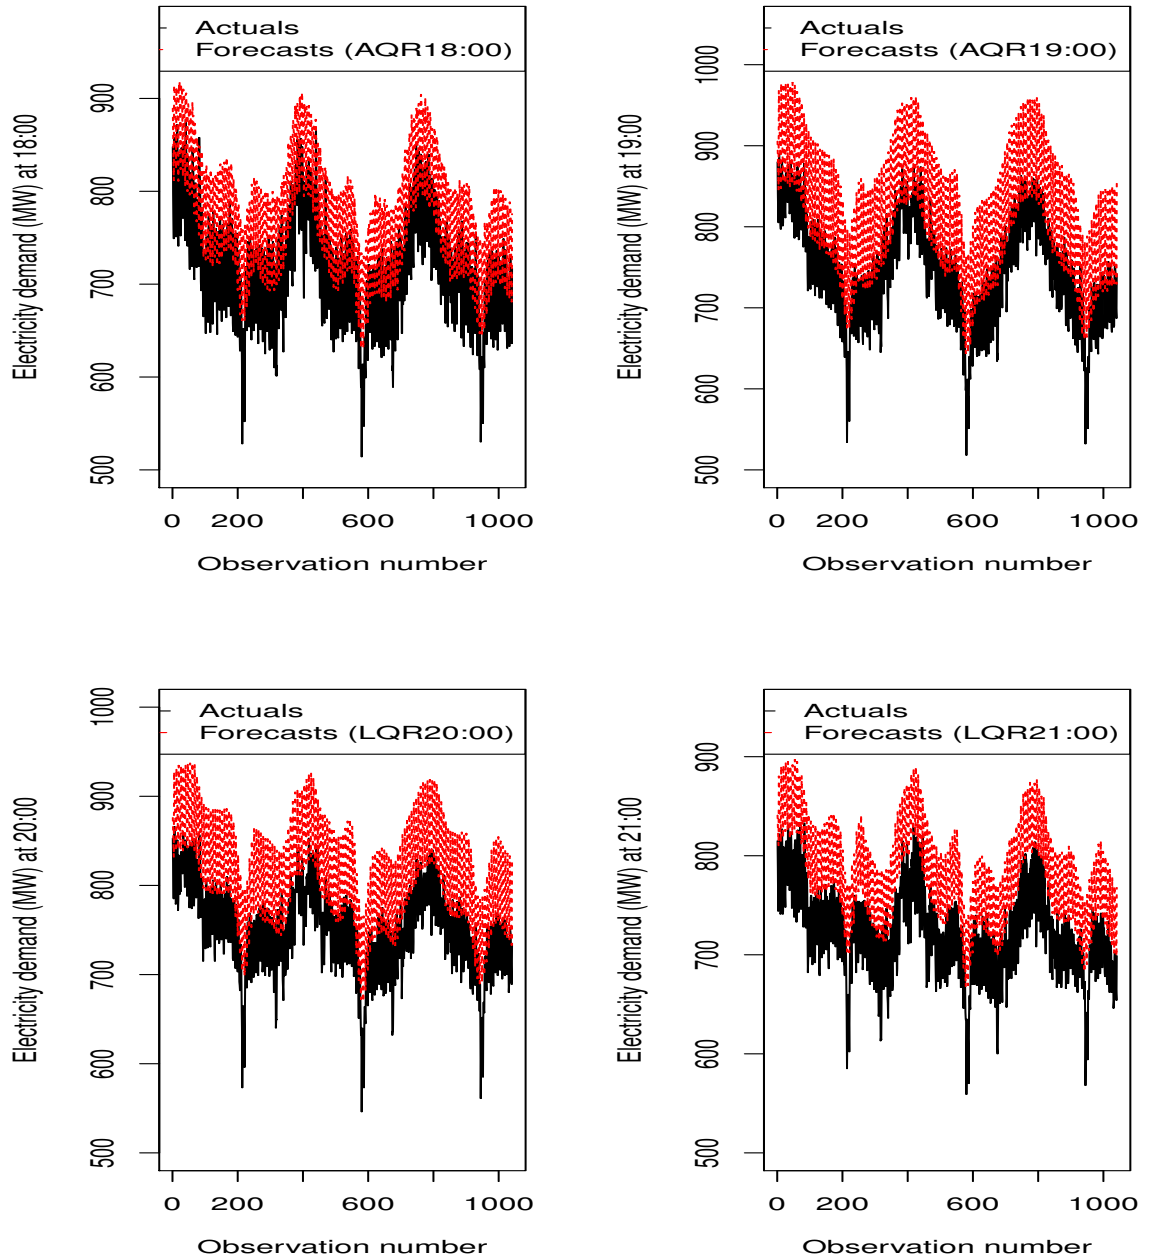 Actuals
Forecasts (AQR18:00)
Electricity demand (MW) at 18:00
900
800
700
600
500
0 200 600 1000
Observation number
Actuals
Forecasts (AQR19:00)
Electricity demand (MW) at 19:00
1000
900
800
700
600
500
0 200 600 1000
Observation number
Actuals
Forecasts (LQR20:00)
Electricity demand (MW) at 20:00
1000
900
800
700
600
500
0 200 600 1000
Observation number
Actuals
Forecasts (LQR21:00)
Electricity demand (MW) at 21:00
900
800
700
600
500
0 200 600 1000
Observation number